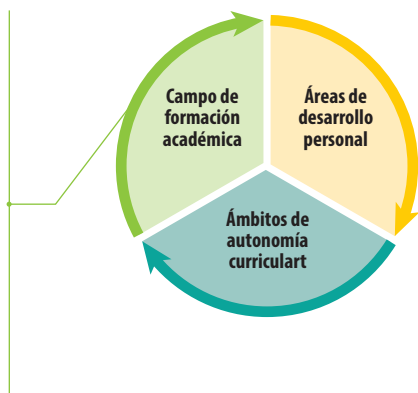 Campo de
formación
académica
Áreas de
desarrollo
personal
Ámbitos de
autonomía
curriculart